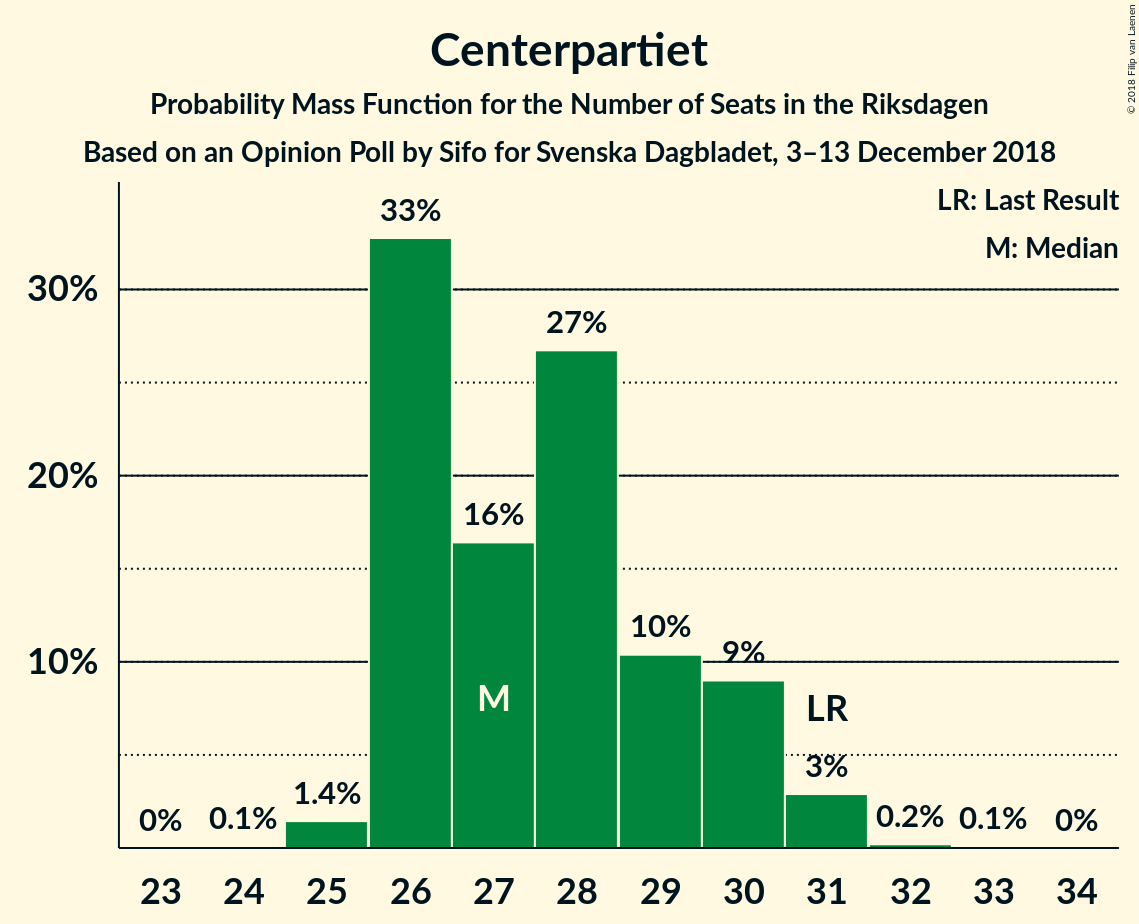 Centerpartiet
Probability Mass Function for the Number of Seats in the Riksdagen
Based on an Opinion Poll by Sifo for Svenska Dagbladet, 3–13 December 2018
© 2018 Filip van Laenen
LR: Last Result
M: Median
30%
20%
10%
0%
0.1%
1.4%
33%
16%
27%
10%
9%
3%
0.2%
0.1%
0%
M
LR
23 24 25 26 27 28 29 30 31 32 33 34